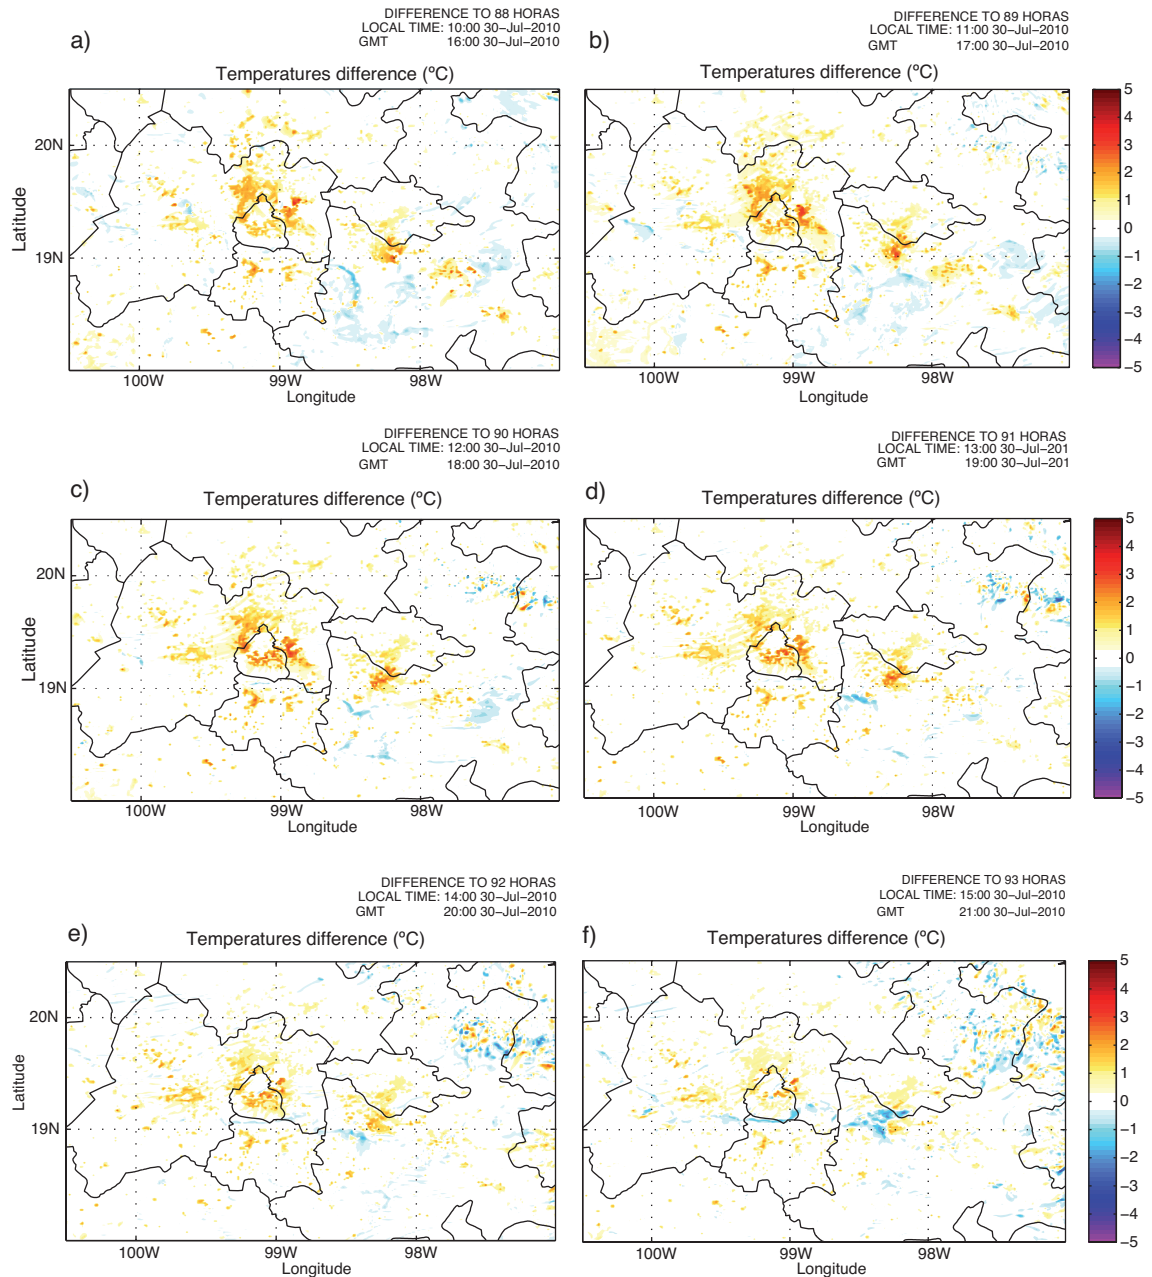 DIFFERENCE TO 88 HORAS
LOCAL TIME: 10:00 30–Jul–2010
GMT 16:00 30–Jul–2010
a)
Temperatures difference (ºC)
20N
19N
Latitude
100W 99W 98W
Longitude
DIFFERENCE TO 89 HORAS
LOCAL TIME: 11:00 30–Jul–2010
GMT 17:00 30–Jul–2010
b)
Temperatures difference (ºC)
100W 99W 98W
Longitude
5
4
3
2
1
0
−1
−2
−3
−4
−5
DIFFERENCE TO 90 HORAS
LOCAL TIME: 12:00 30–Jul–2010
GMT 18:00 30–Jul–2010
c)
Temperatures difference (ºC)
20N
19N
Latitude
100W 99W 98W
Longitude
DIFFERENCE TO 91 HORAS
LOCAL TIME: 13:00 30–Jul–201
GMT 19:00 30–Jul–201
d)
Temperatures difference (ºC)
100W 99W 98W
Longitude
5
4
3
2
1
0
−1
−2
−3
−4
−5
DIFFERENCE TO 92 HORAS
LOCAL TIME: 14:00 30–Jul–2010
GMT 20:00 30–Jul–2010
e)
Temperatures difference (ºC)
20N
19N
Latitude
100W 99W 98W
Longitude
DIFFERENCE TO 93 HORAS
LOCAL TIME: 15:00 30–Jul–2010
GMT 21:00 30–Jul–2010
f)
Temperatures difference (ºC)
100W 99W 98W
Longitude
5
4
3
2
1
0
−1
−2
−3
−4
−5